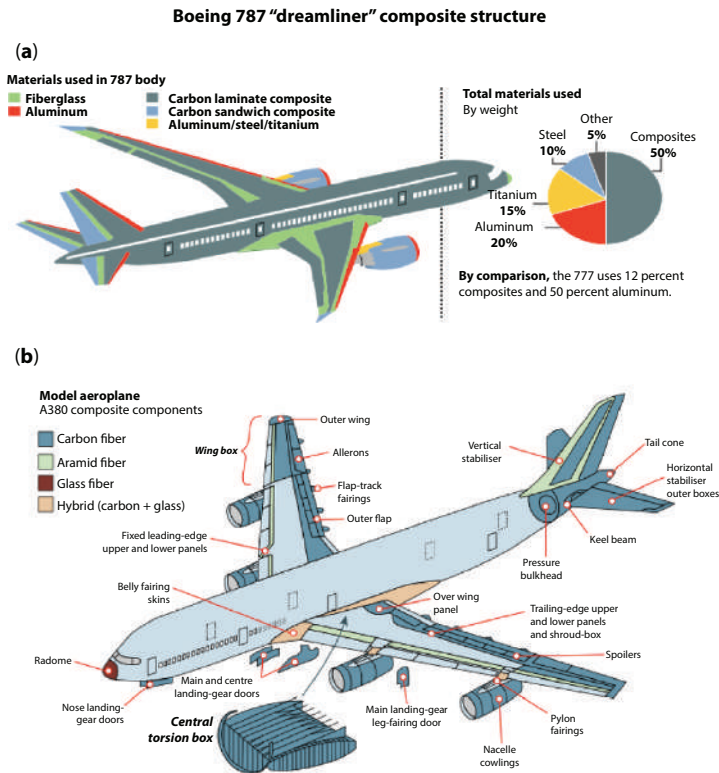 Boeing 787 “dreamliner” composite structure
(a)
Materials used in 787 body
Fiberglass
Aluminum
Carbon laminate composite
Carbon sandwich composite
Aluminum/steel/titanium
Total materials used
By weight
Other
5%
Steel
10%
Composites
50%
Titanium
15%
Aluminum
20%
By comparison, the 777 uses 12 percent
composites and 50 percent aluminum.
(b)
Model aeroplane
A380 composite components
Carbon fiber
Aramid fiber
Glass fiber
Hybrid (carbon + glass)
Wing box
Outer wing
Allerons
Flap-track
fairings
Outer flap
Fixed leading-edge
upper and lower panels
Belly fairing
skins
Radome
Nose landing-
gear doors
Main and centre
landing-gear doors
Central
torsion box
Vertical
stabiliser
Tail cone
Horizontal
stabiliser
outer boxes
Keel beam
Pressure
bulkhead
Over wing
panel
Trailing-edge upper
and lower panels
and shroud-box
Spoilers
Main landing-gear
leg-fairing door
Pylon
fairings
Nacelle
cowlings